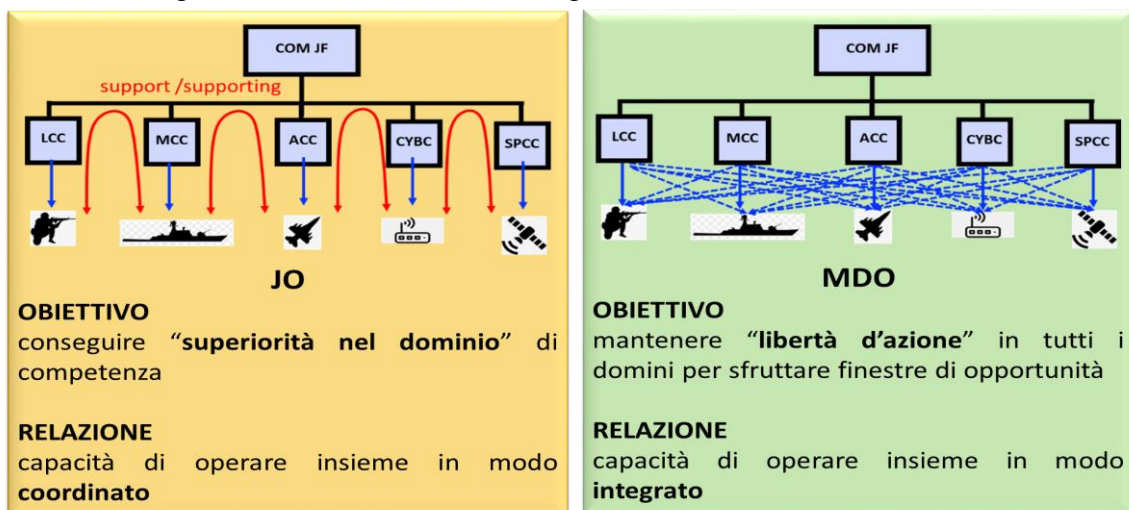 COM JF
support /supporting
LCC
MCC
ACC
CYBC
SPCC
JO
OBIETTIVO
conseguire “superiorità nel dominio” di
competenza
RELAZIONE
capacità di operare insieme in modo
coordinato
COM JF
LCC
MCC
ACC
CYBC
SPCC
MDO
OBIETTIVO
mantenere “libertà d’azione” in tutti i
domini per sfruttare finestre di opportunità
RELAZIONE
capacità di operare insieme in modo
integrato